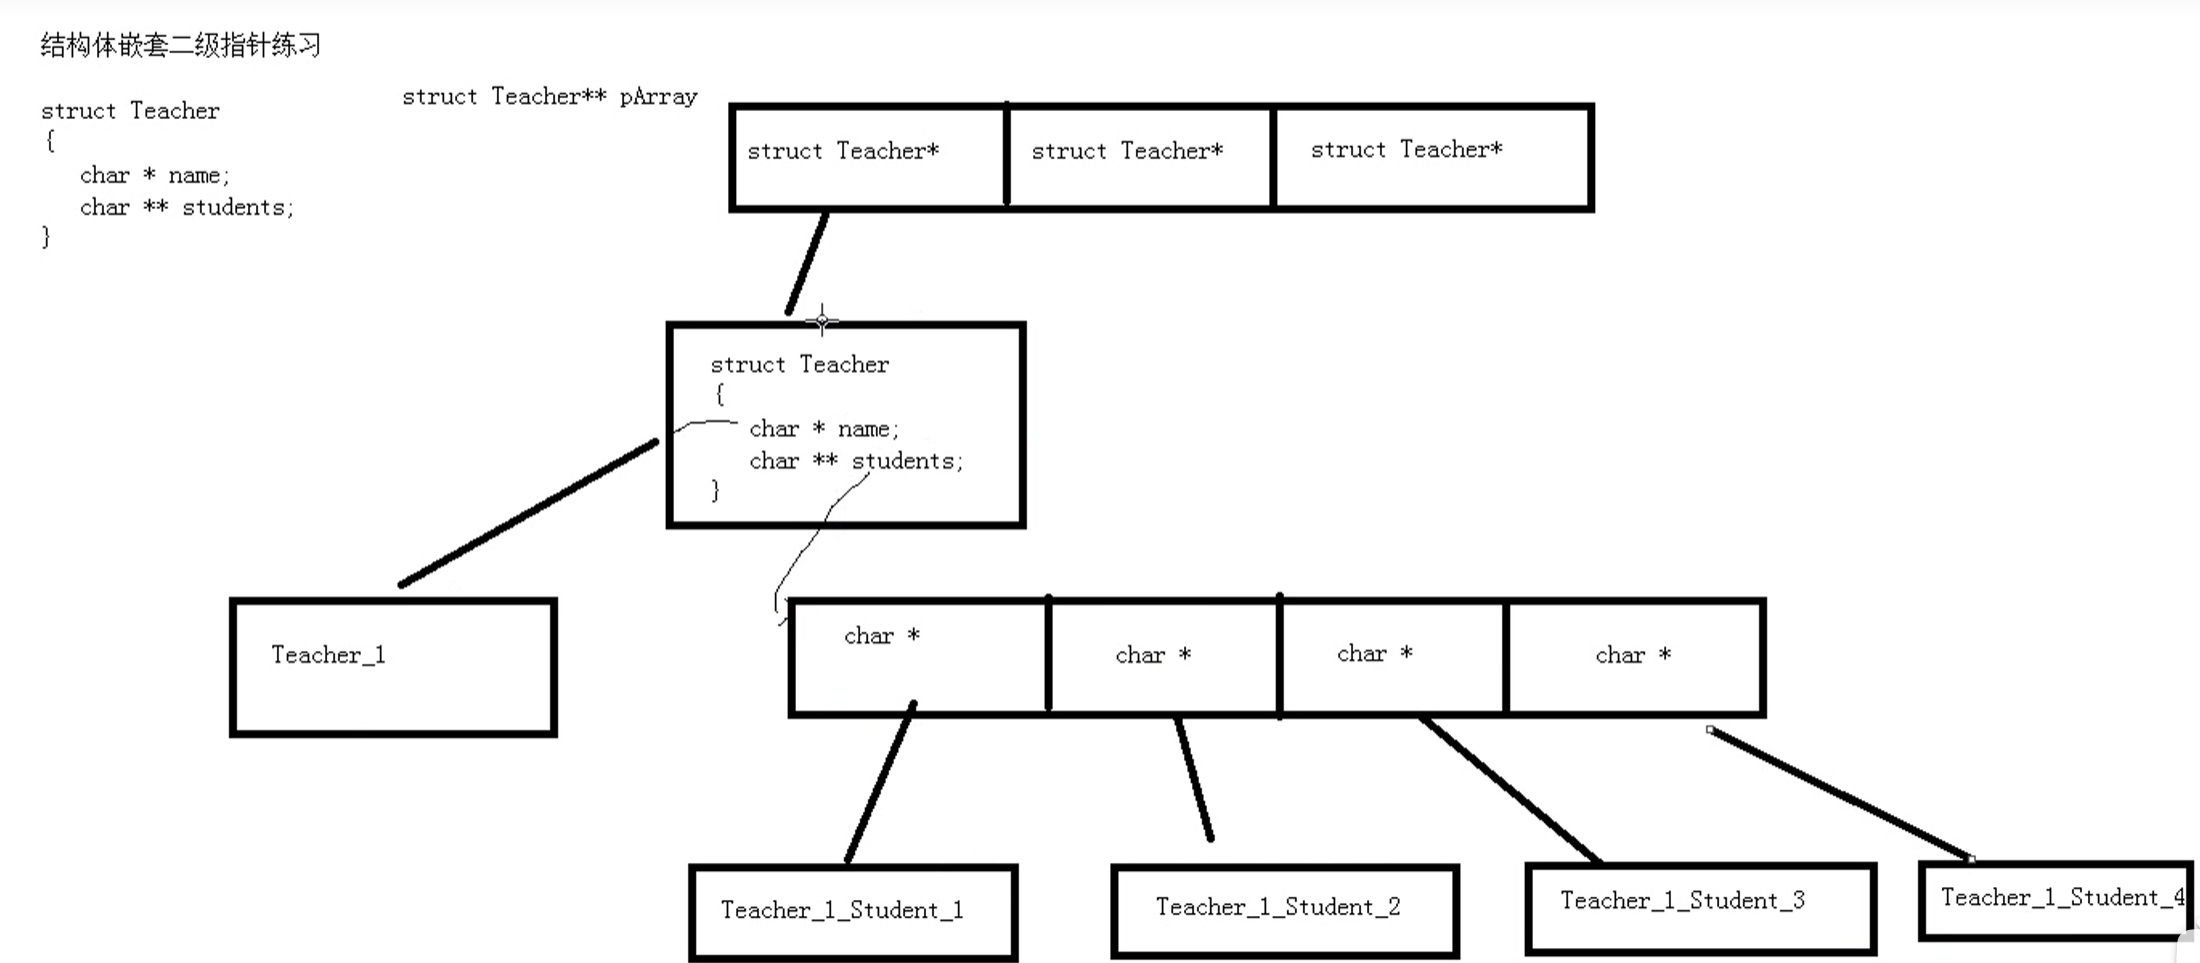 结构体嵌套二级指针练习
struct Teacher** pArray
struct Teacher
{
char * name;
char ** students;
}
struct Teacher*
struct Teacher*
struct Teacher*
struct Teacher
{
char * name;
char ** students;
}
Teacher_1
char *
char *
char *
char *
Teacher_1_Student_1
Teacher_1_Student_2
Teacher_1_Student_3
Teacher_1_Student_4